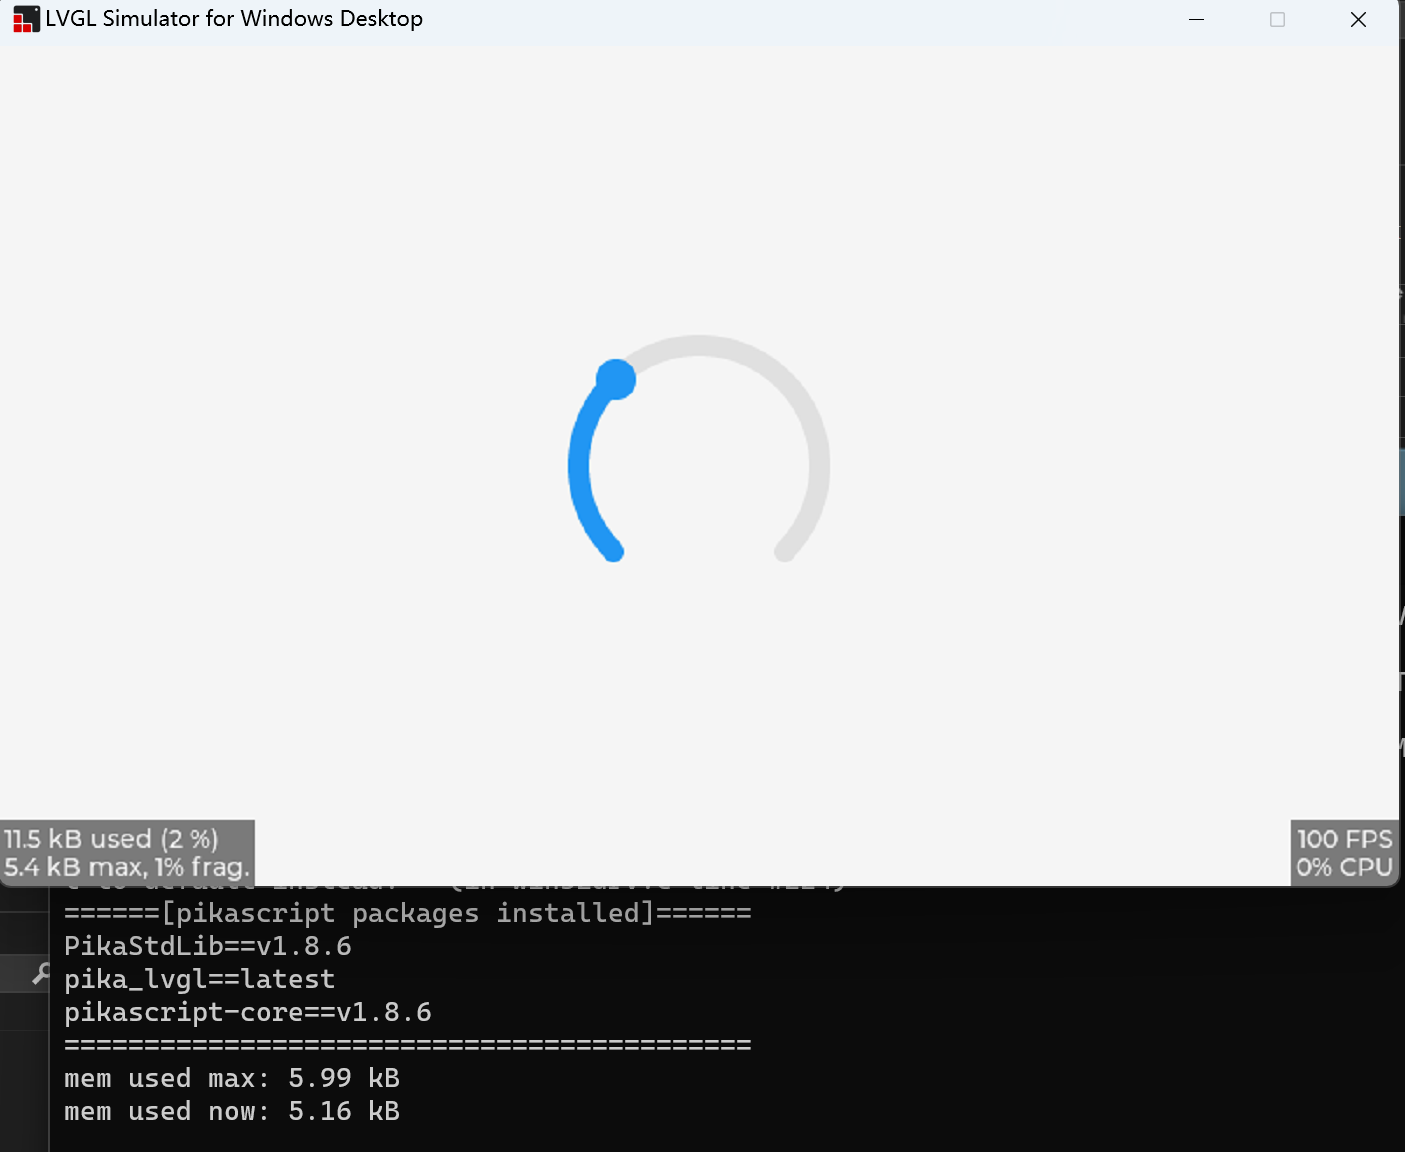 LVGL Simulator for Windows Desktop
11.5 kB used (2 %)
5.4 kB max, 1% frag.
100 FPS
0% CPU
======[pikascript packages installed]======
PikaStdLib==v1.8.6
pika_lvgl==latest
pikascript-core==v1.8.6
===========================================
mem used max: 5.99 kB
mem used now: 5.16 kB